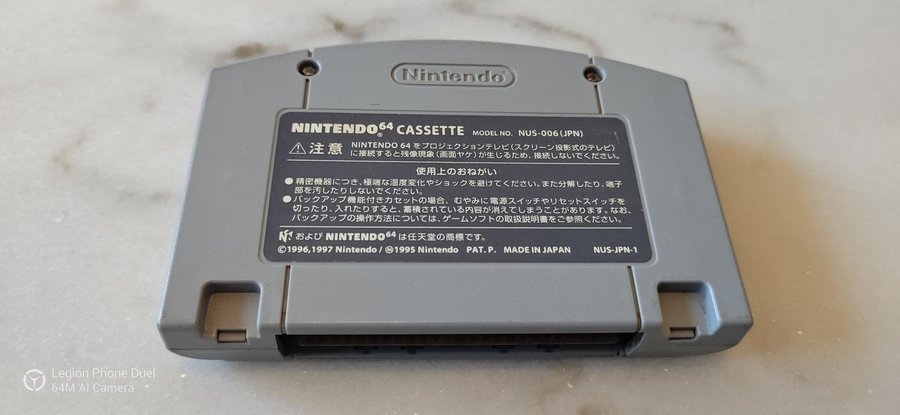 Nintendo®
NINTENDO64® CASSETTE MODEL NO. NUS-006(JPN)
注意 NINTENDO 64をプロジェクションテレビ(スクリーン投影式のテレビ)
に接続すると残像現象(画面ヤケ)が生じるため、接続しないでください。
使用上のおねがい
●精密機器につき、極端な温度変化やショックを避けてください。また分解したり、端子
部を汚したりしないでください。
●バックアップ機能付きカセットの場合、むやみに電源スイッチやリセットスイッチを
切ったり、入れたりすると、蓄積されている内容が消えてしまうことがあります。なお、
バックアップの操作方法については、ゲームソフトの取扱説明書をご参照ください。
および NINTENDO64は任天堂の商標です。
©1996,1997 Nintendo/Ⓜ1995 Nintendo PAT. P. MADE IN JAPAN NUS-JPN-1
Legion Phone Duel
64M AI Camera